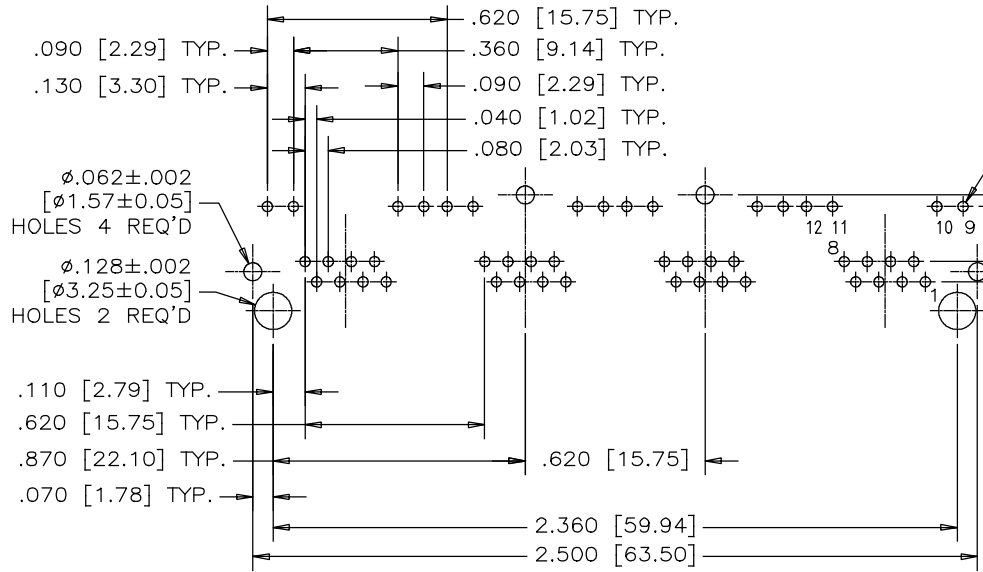 .620 [15.75] TYP.
.090 [2.29] TYP.
.360 [9.14] TYP.
.130 [3.30] TYP.
.090 [2.29] TYP.
.040 [1.02] TYP.
.080 [2.03] TYP.
ø.062±.002
[ø1.57±0.05]
HOLES 4 REQ'D
12 11
10 9
8
ø.128±.002
[ø3.25±0.05]
HOLES 2 REQ'D
1
.110 [2.79] TYP.
.620 [15.75] TYP.
.870 [22.10] TYP.
.620 [15.75]
.070 [1.78] TYP.
2.360 [59.94]
2.500 [63.50]